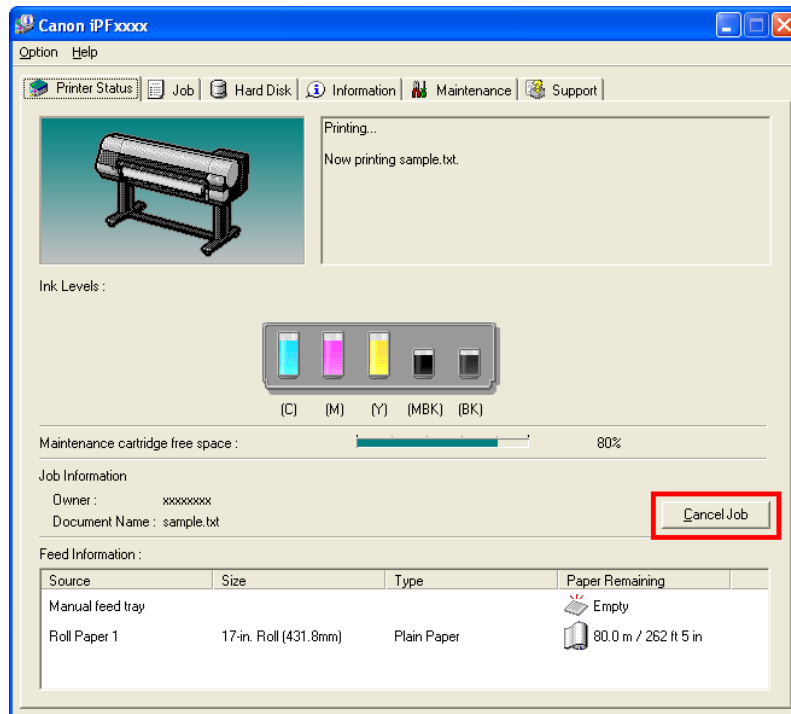 Canon iPFxxxx
Option Help
Printer Status Job Hard Disk Information Maintenance Support
Printing...
Now printing sample.txt.
Ink Levels :
(C) (M) (Y) (MBK) (BK)
Maintenance cartridge free space : 80%
Job Information
Owner : xxxxxxxx
Document Name : sample.txt
Cancel Job
Feed Information :
Source Size Type Paper Remaining
Manual feed tray Empty
Roll Paper 1 17-in. Roll (431.8mm) Plain Paper 80.0 m / 262 ft 5 in